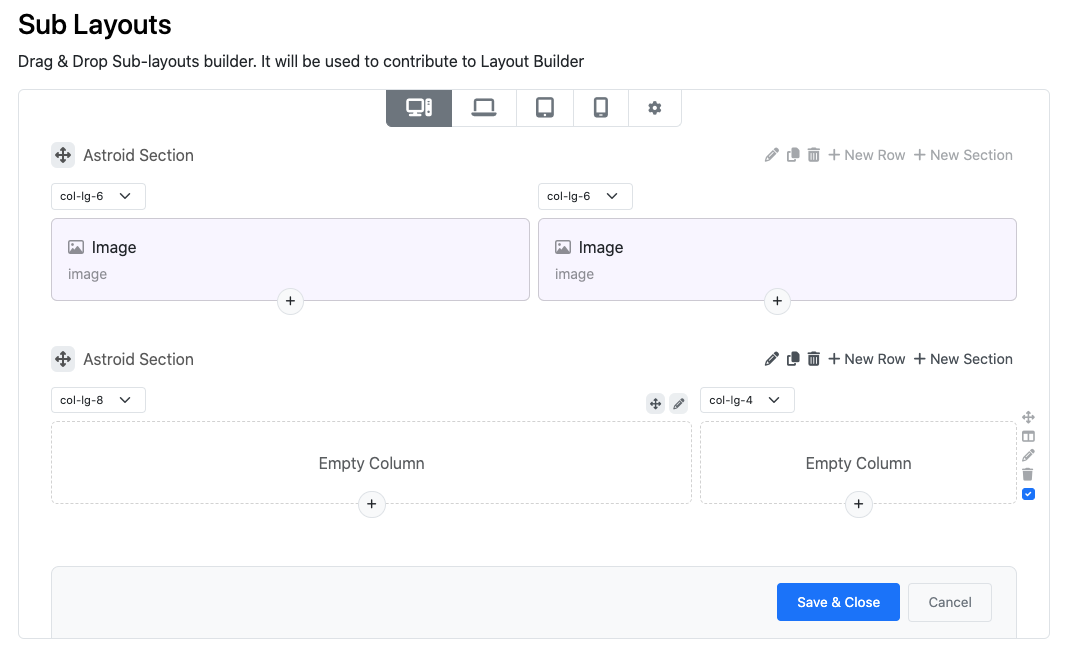 Sub Layouts
Drag & Drop Sub-layouts builder. It will be used to contribute to Layout Builder
Astroid Section
New Row New Section
col-lg-6 col-lg-6
Image Image
image image
Astroid Section
New Row New Section
col-lg-8 col-lg-4
Empty Column Empty Column
Save & Close Cancel